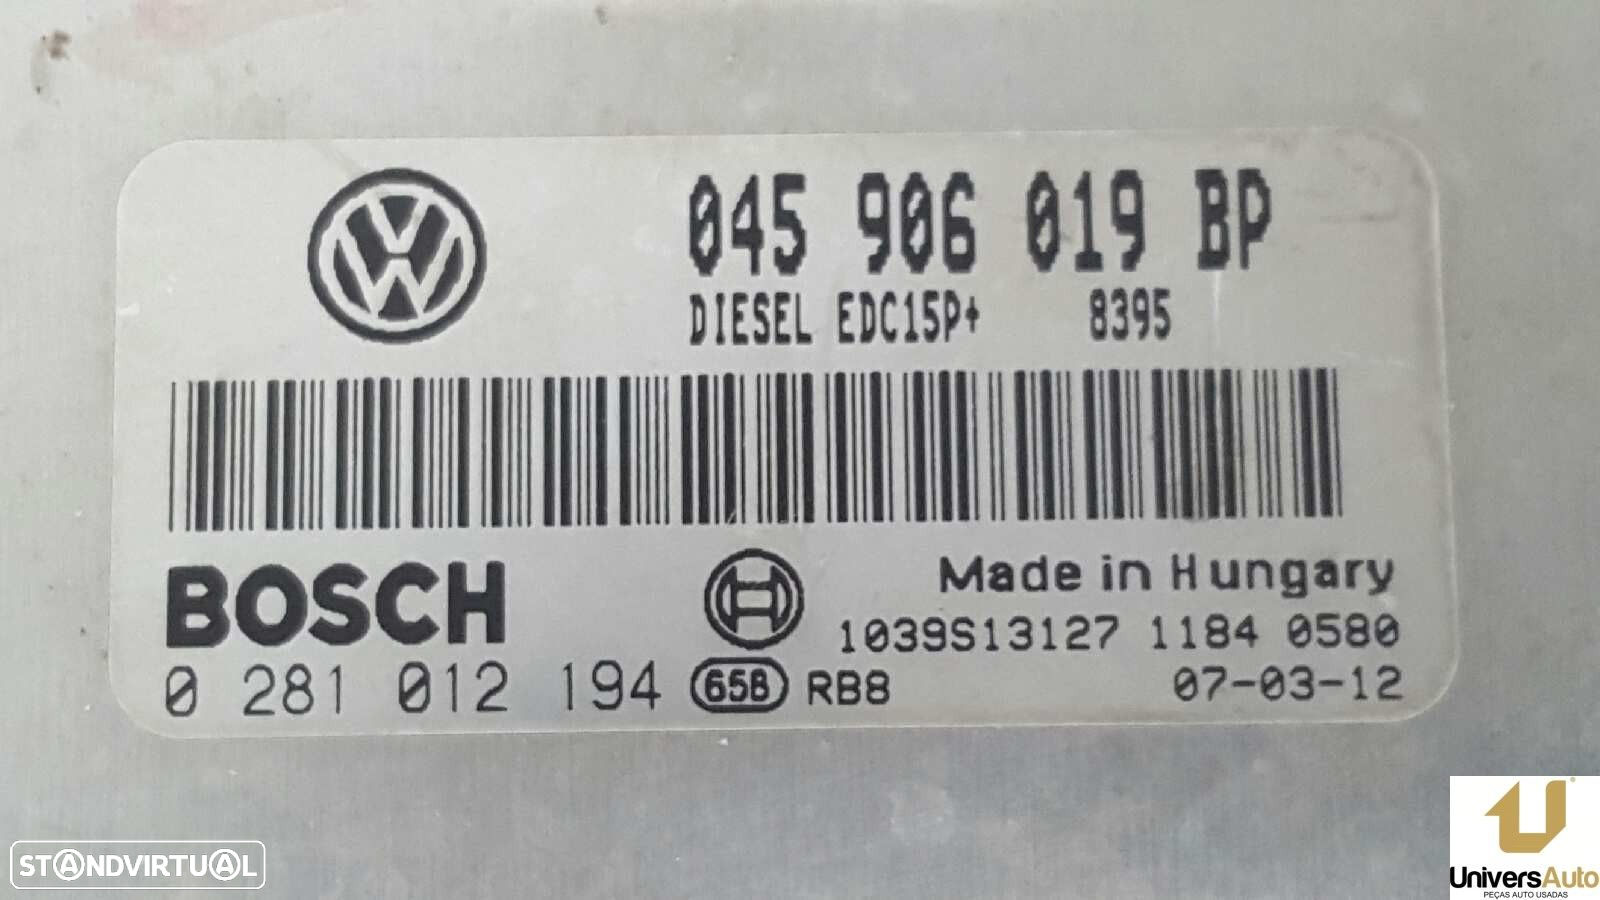 045 906 019 BP
DIESEL EDC15P+ 8395
BOSCH
Made in Hungary
1039S13127 1184 0580
0 281 012 194 65B RB8 07-03-12
STANDVIRTUAL
UniversAuto
PEÇAS AUTO USADAS